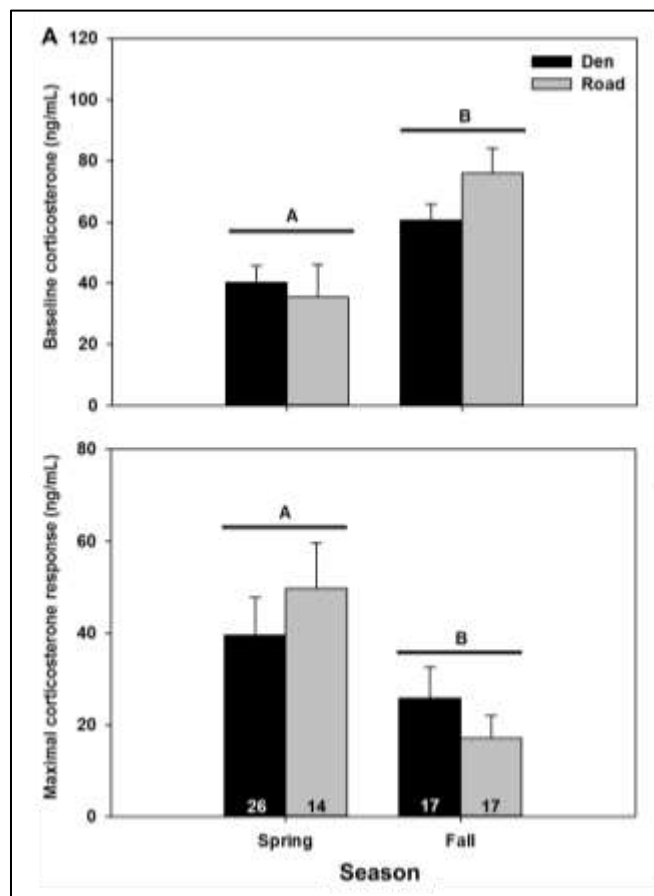 A
120
100
80
60
40
20
0
Baseline corticosterone (ng/mL)
Den
Road
A
B
80
60
40
20
0
Maximal corticosterone response (ng/mL)
A
B
26
14
17
17
Spring
Fall
Season